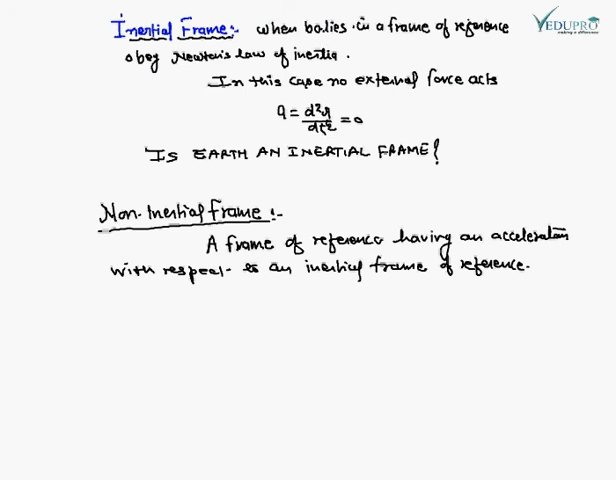 Inertial Frame:- when bodies in a frame of reference
obey Newton's law of inertia.
In this case no external force acts
a = d²r/dt² = 0
IS EARTH AN INERTIAL FRAME?
Non-Inertial Frame:-
A frame of reference having an acceleration
with respect to an inertial frame of reference.
VEDUPRO
making a difference